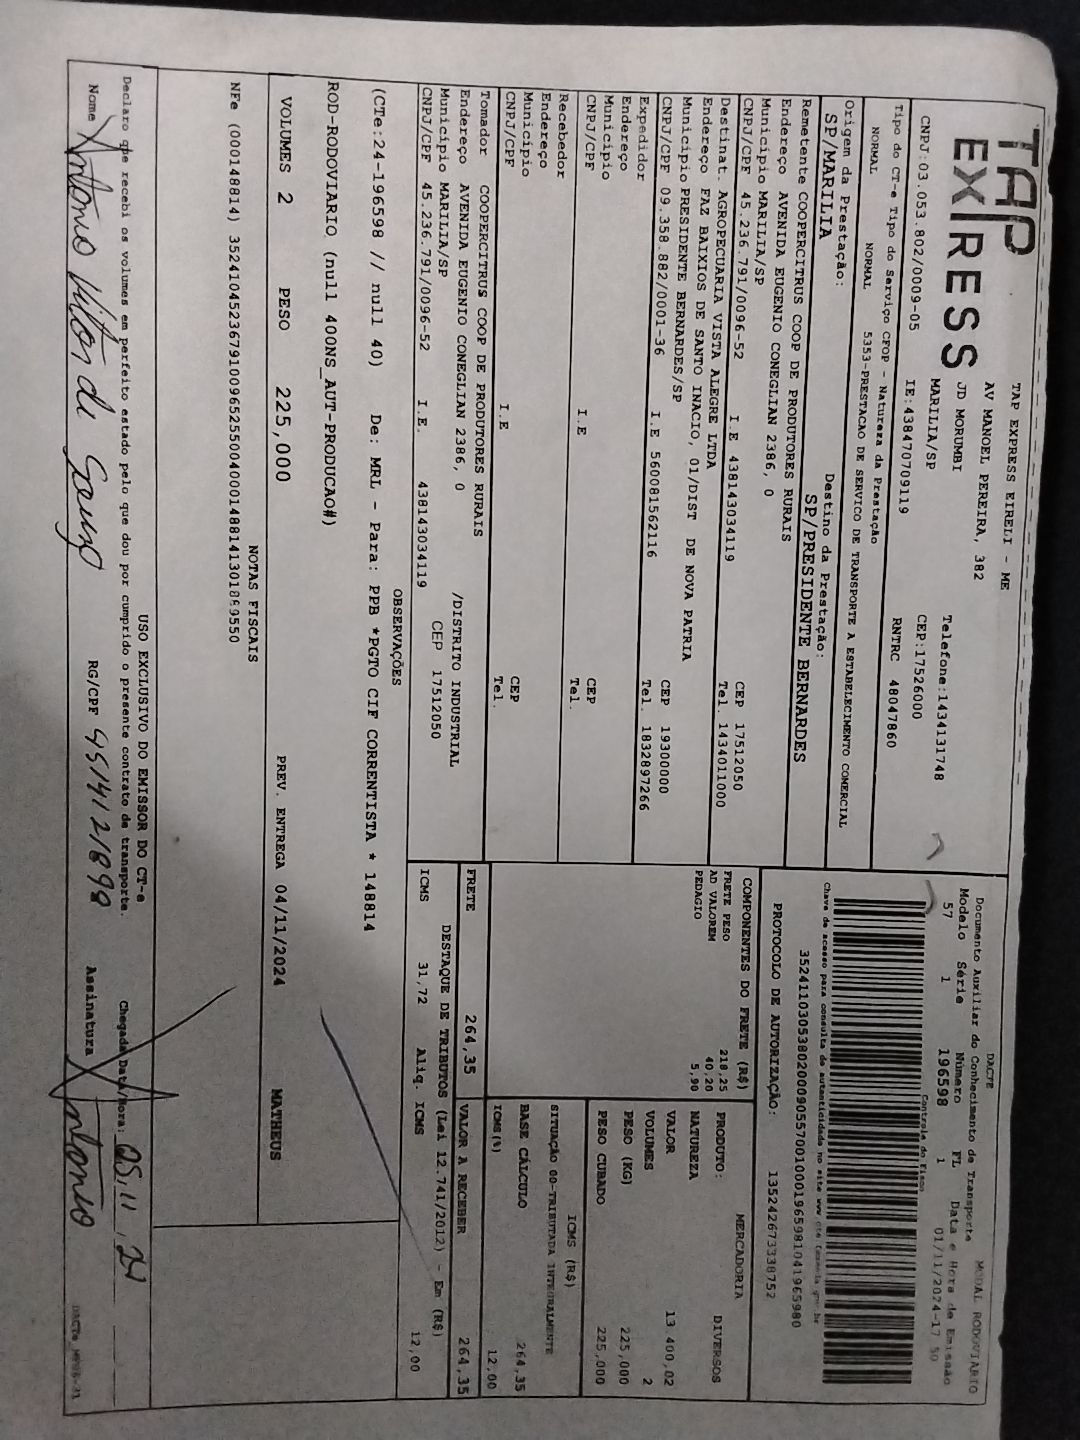 TAP EXPRESS
TAP EXPRESS EIRELI - ME
AV MANOEL PEREIRA, 382
JD MORUMBI
MARILIA/SP
Telefone:1434131748
CEP:17526000
CNPJ:03.053.802/0009-05 IE:438470709119
RNTRC 48047860
Tipo do CT-e Tipo do Serviço CFOP - Natureza da Prestação
NORMAL NORMAL 5353-PRESTACAO DE SERVICO DE TRANSPORTE A ESTABELECIMENTO COMERCIAL
Origem da Prestação: Destino da Prestação:
SP/MARILIA SP/PRESIDENTE BERNARDES
Remetente COOPERCITRUS COOP DE PRODUTORES RURAIS
Endereço AVENIDA EUGENIO CONEGLIAN 2386, 0
Município MARILIA/SP CEP 17512050
CNPJ/CPF 45.236.791/0096-52 I.E 438143034119 Tel. 1434011000
Destinat. AGROPECUARIA VISTA ALEGRE LTDA
Endereço FAZ BAIXIOS DE SANTO INACIO, 01/DIST DE NOVA PATRIA
Município PRESIDENTE BERNARDES/SP CEP 19300000
CNPJ/CPF 09.358.882/0001-36 I.E 560081562116 Tel. 1832897266
Expedidor
Endereço
Município CEP
CNPJ/CPF I.E Tel.
Recebedor
Endereço
Município CEP
CNPJ/CPF I.E Tel.
Tomador COOPERCITRUS COOP DE PRODUTORES RURAIS
Endereço AVENIDA EUGENIO CONEGLIAN 2386, 0 /DISTRITO INDUSTRIAL
Município MARILIA/SP CEP 17512050
CNPJ/CPF 45.236.791/0096-52 I.E. 438143034119
DACTE MODAL RODOVIARIO
Documento Auxiliar do Conhecimento de Transporte
Modelo Série Número FL Data e Hora de Emissão
57 1 196598 1 01/11/2024-17 50
Controle do Fisco
Chave de acesso para consulta de autenticidade no site
35241103053802000905570010001965981041965980
PROTOCOLO DE AUTORIZAÇÃO: 135242673338752
COMPONENTES DO FRETE (R$)
FRETE PESO 218,25
AD VALOREM 40,20
PEDAGIO 5,90
MERCADORIA
PRODUTO: DIVERSOS
NATUREZA
VALOR 13 400,02
VOLUMES 2
PESO (KG) 225,000
PESO CUBADO 225,000
ICMS (R$)
SITUAÇÃO 00-TRIBUTADA INTEGRALMENTE
BASE CÁLCULO 264,35
ICMS (%) 12,00
FRETE 264,35 VALOR A RECEBER 264,35
DESTAQUE DE TRIBUTOS (Lei 12.741/2012) - Em (R$)
ICMS 31,72 Aliq. ICMS 12,00
OBSERVAÇÕES
(CTe:24-196598 // null 40) De: MRL - Para: PPB *PGTO CIF CORRENTISTA * 148814
ROD-RODOVIARIO (null 400NS_AUT-PRODUCAO#)
VOLUMES 2 PESO 225,000 PREV. ENTREGA 04/11/2024 MATHEUS
NOTAS FISCAIS
NFe (000148814)
USO EXCLUSIVO DO EMISSOR DO CT-e
Declaro que recebi os volumes em perfeito estado pelo que dou por cumprido o presente contrato de transporte. Chegada Data/Hora: 05,11,24
Nome Antonio Vitor di RG/CPF Assinatura Antonio